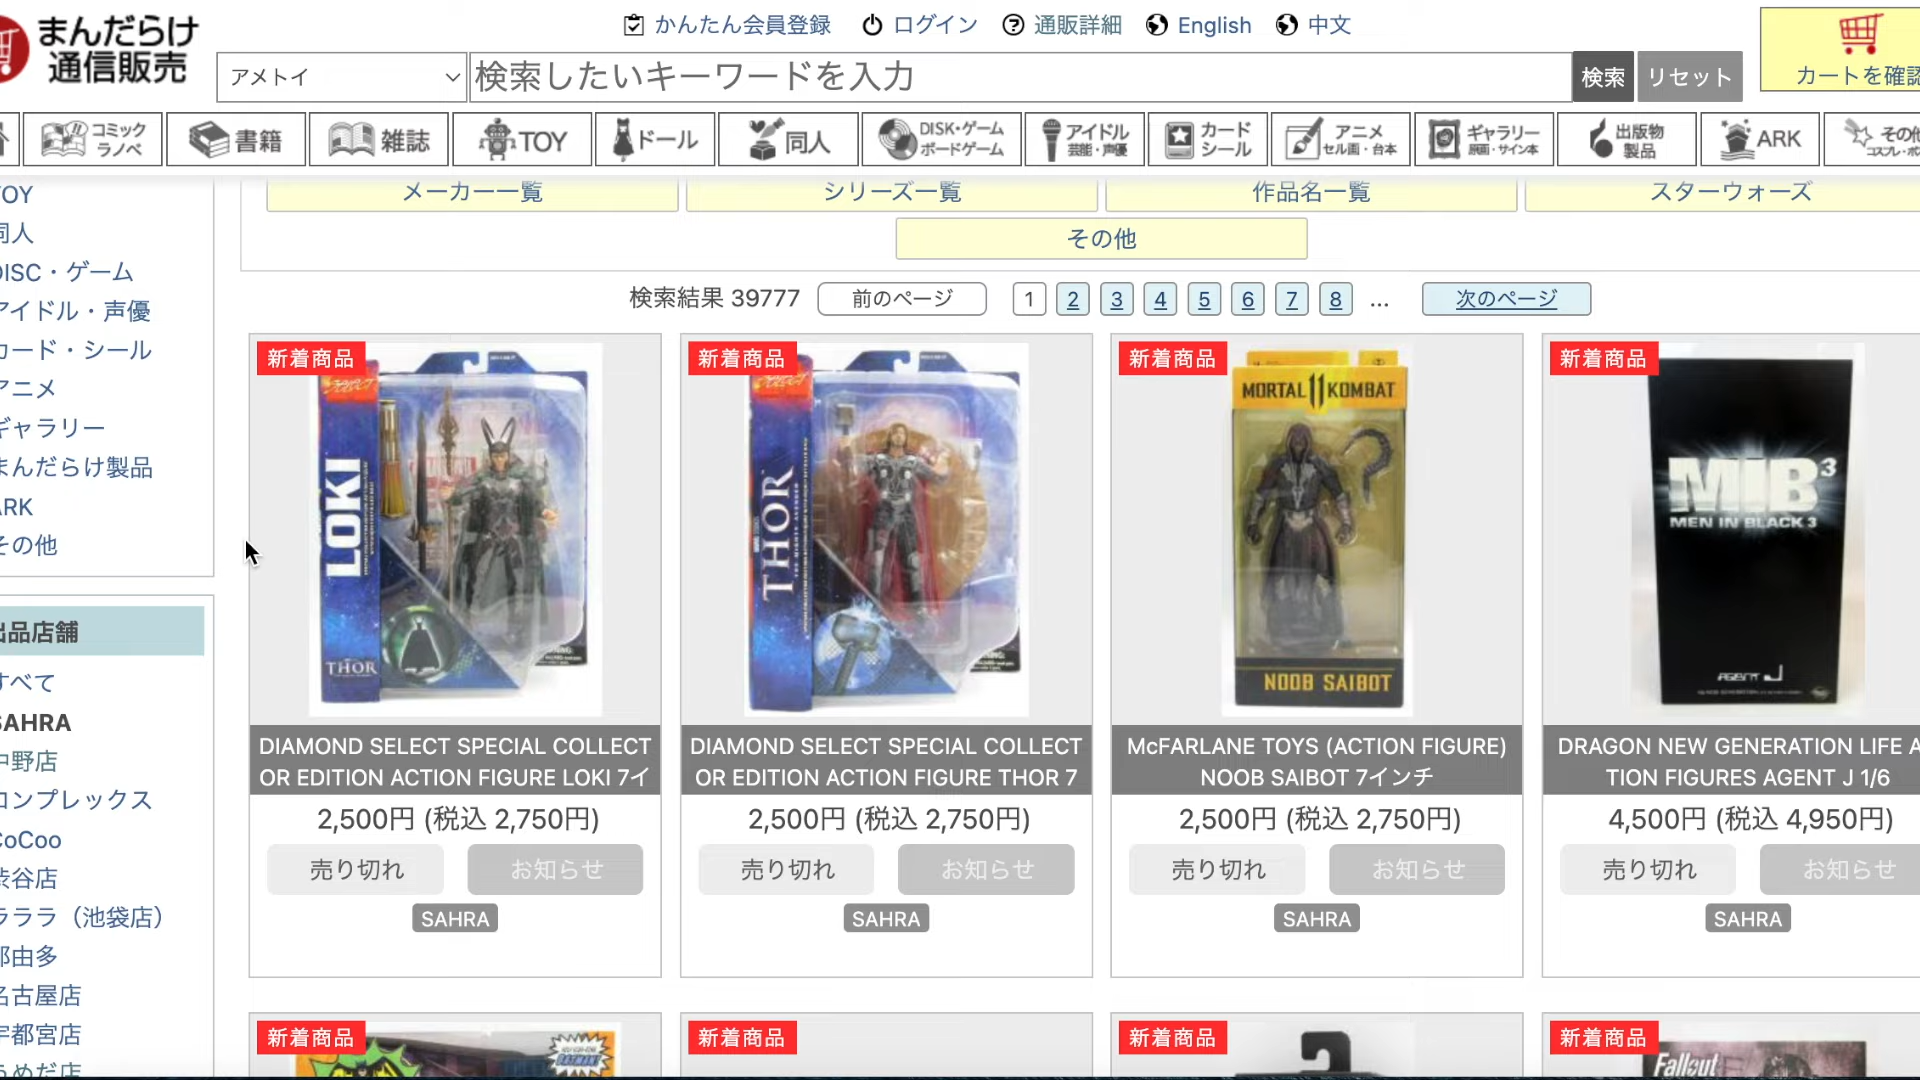 まんだらけ
通信販売
かんたん会員登録
ログイン
通販詳細
English
中文
アメトイ
検索したいキーワードを入力
検索
リセット
カートを確認
コミック
ラノベ
書籍
雑誌
TOY
ドール
同人
DISK・ゲーム
ボードゲーム
アイドル
芸能・声優
カード
シール
アニメ
セル画・台本
ギャラリー
原画・サイン本
出版物
製品
ARK
その他
メーカー一覧
シリーズ一覧
作品名一覧
スターウォーズ
その他
OY
同人
DISC・ゲーム
アイドル・声優
カード・シール
アニメ
ギャラリー
まんだらけ製品
ARK
その他
出品店舗
すべて
SAHRA
中野店
コンプレックス
CoCoo
渋谷店
ラララ（池袋店）
那由多
名古屋店
宇都宮店
うめだ店
検索結果 39777
前のページ
1 2 3 4 5 6 7 8 ...
次のページ
新着商品
LOKI
THOR
DIAMOND SELECT SPECIAL COLLECT
OR EDITION ACTION FIGURE LOKI 7イ
2,500円 (税込 2,750円)
売り切れ
お知らせ
SAHRA
新着商品
THOR
DIAMOND SELECT SPECIAL COLLECT
OR EDITION ACTION FIGURE THOR 7
2,500円 (税込 2,750円)
売り切れ
お知らせ
SAHRA
新着商品
MORTAL 11 KOMBAT
NOOB SAIBOT
McFARLANE TOYS (ACTION FIGURE)
NOOB SAIBOT 7インチ
2,500円 (税込 2,750円)
売り切れ
お知らせ
SAHRA
新着商品
MIB3
MEN IN BLACK 3
AGENT J
DRAGON NEW GENERATION LIFE A
TION FIGURES AGENT J 1/6
4,500円 (税込 4,950円)
売り切れ
お知らせ
SAHRA
新着商品
BATMAN
新着商品
新着商品
新着商品
Fallout